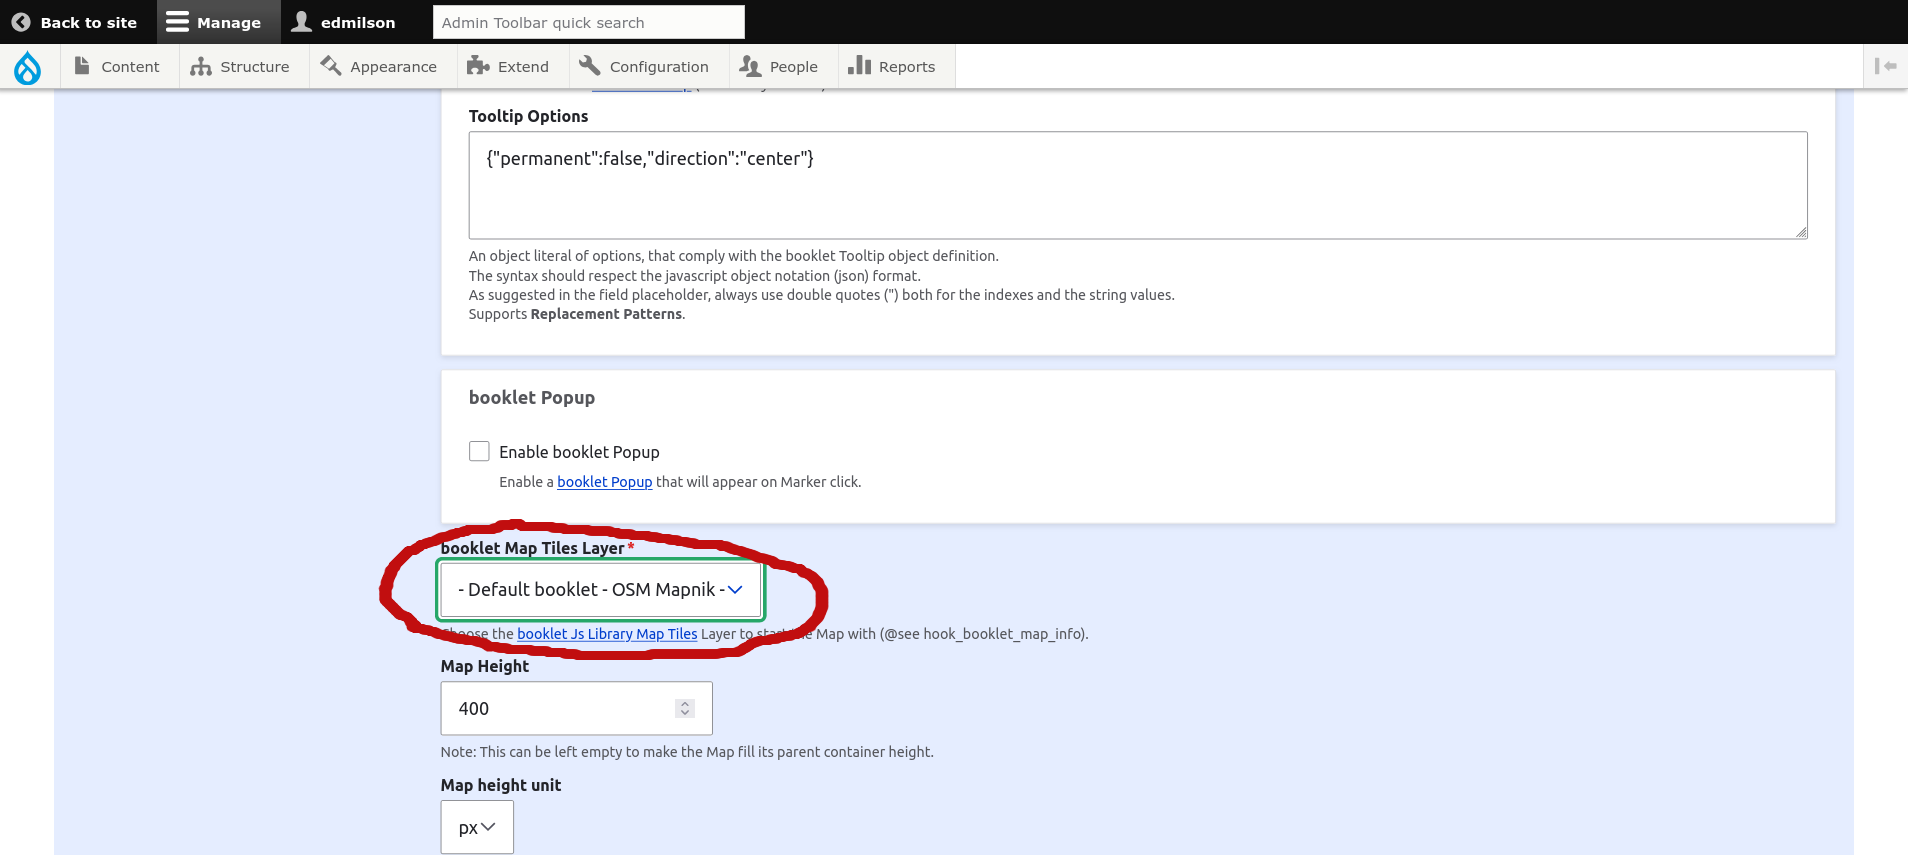 Back to site
Manage
edmilson
Admin Toolbar quick search
Content
Structure
Appearance
Extend
Configuration
People
Reports
Tooltip Options
{"permanent":false,"direction":"center"}
An object literal of options, that comply with the booklet Tooltip object definition.
The syntax should respect the javascript object notation (json) format.
As suggested in the field placeholder, always use double quotes (") both for the indexes and the string values.
Supports Replacement Patterns.
booklet Popup
Enable booklet Popup
Enable a booklet Popup that will appear on Marker click.
booklet Map Tiles Layer*
- Default booklet - OSM Mapnik -
Choose the booklet Js Library Map Tiles Layer to start the Map with (@see hook_booklet_map_info).
Map Height
400
Note: This can be left empty to make the Map fill its parent container height.
Map height unit
px